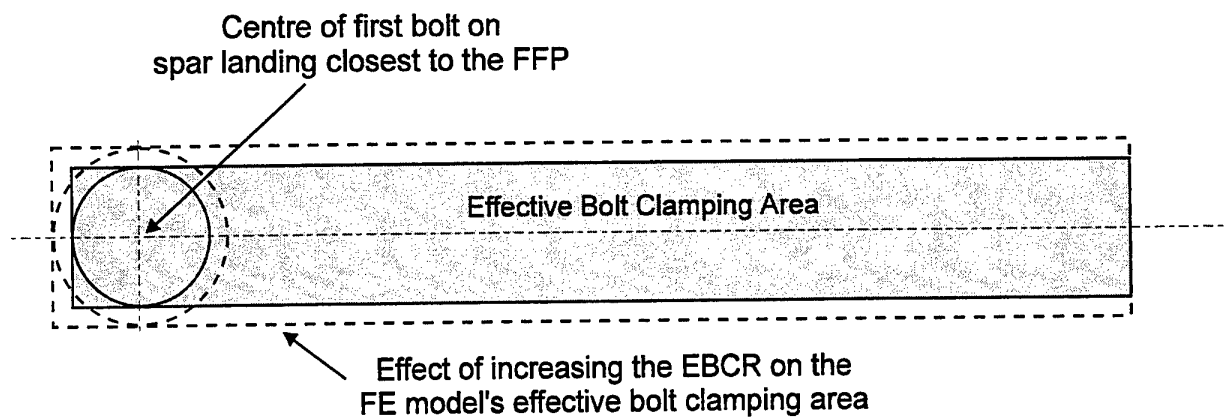 Centre of first bolt on
spar landing closest to the FFP
Effective Bolt Clamping Area
Effect of increasing the EBCR on the
FE model's effective bolt clamping area